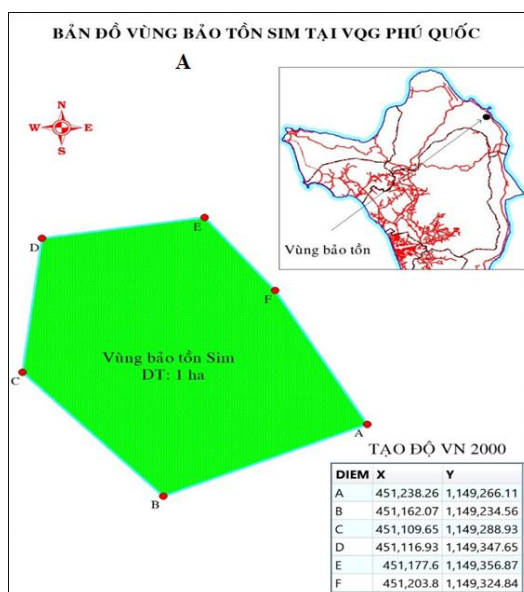 BẢN ĐỒ VÙNG BẢO TỒN SIM TẠI VQG PHÚ QUỐC
A
N
W E
S
Vùng bảo tồn
E
D
F
Vùng bảo tồn Sim
DT: 1 ha
C
A
B
TẠO ĐỘ VN 2000
DIEM X Y
A 451,238.26 1,149,266.11
B 451,162.07 1,149,234.56
C 451,109.65 1,149,288.93
D 451,116.93 1,149,347.65
E 451,177.6 1,149,356.87
F 451,203.8 1,149,324.84